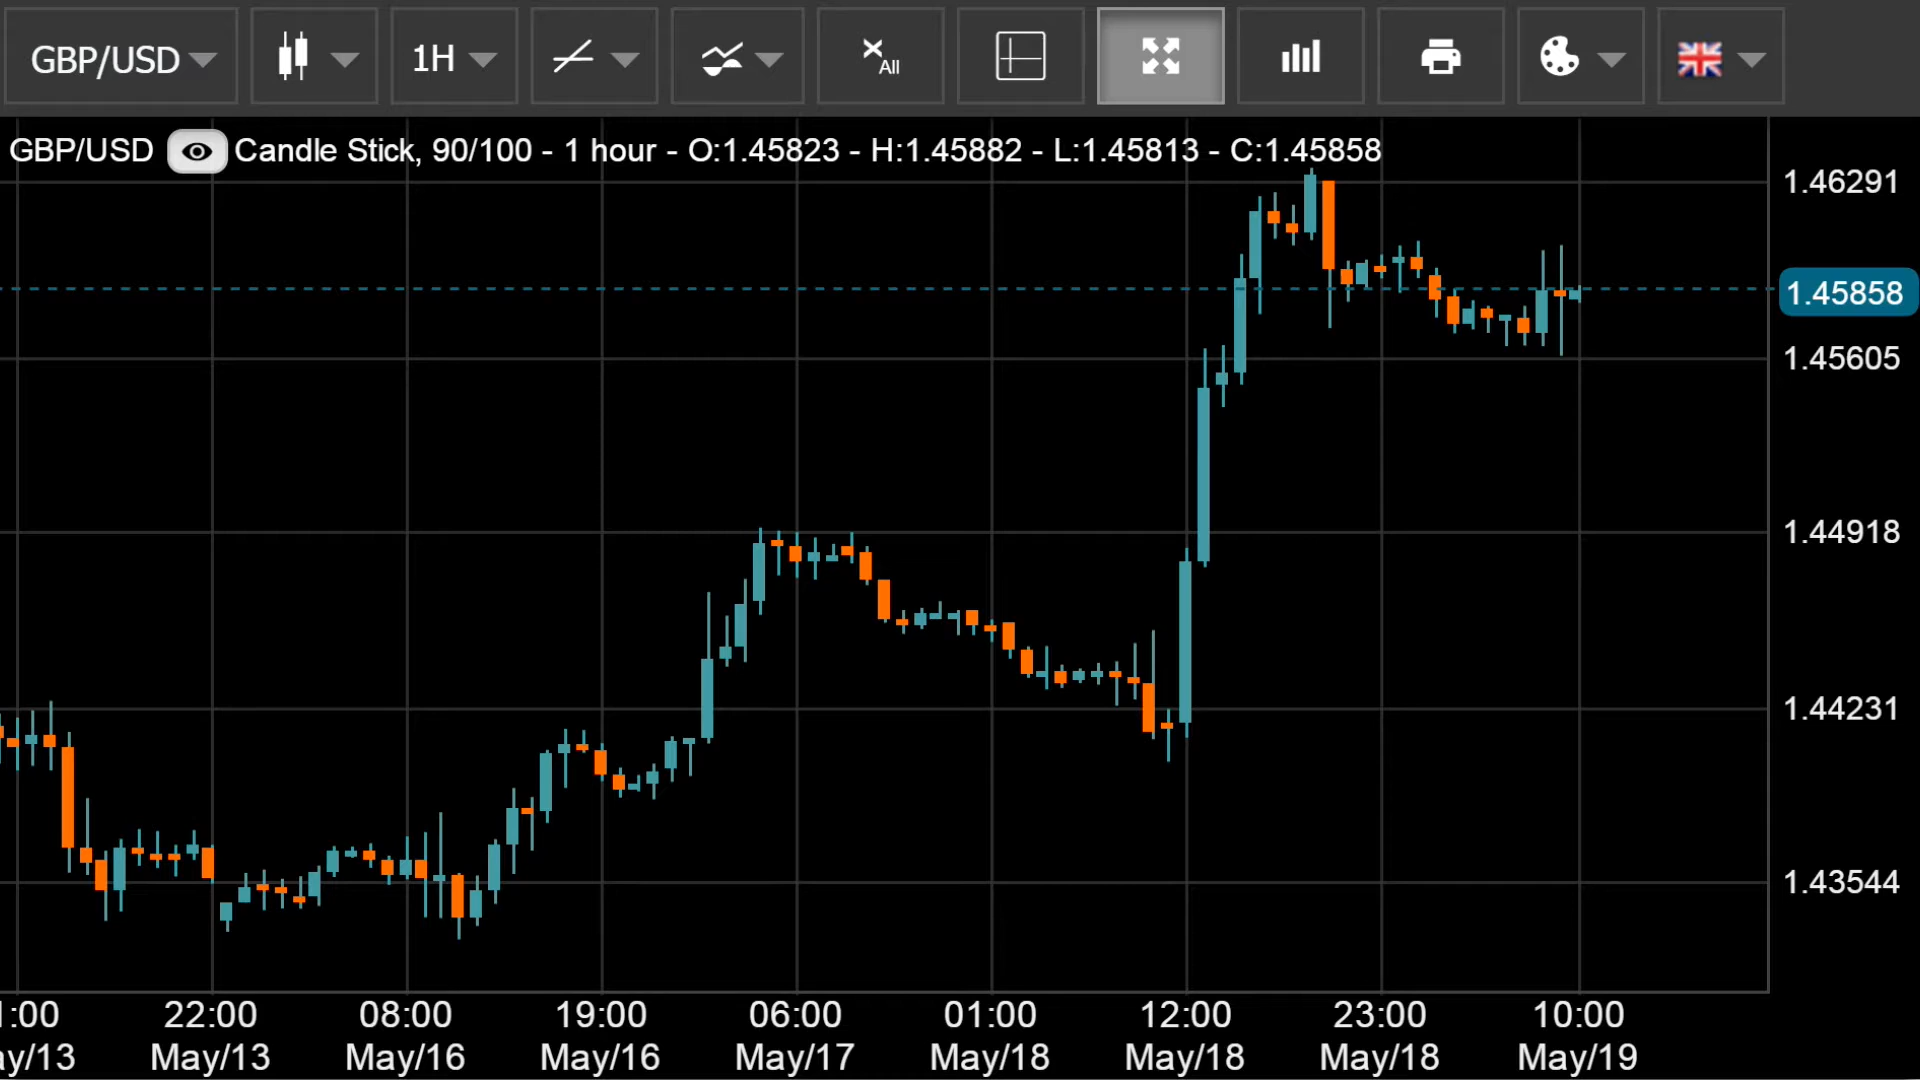 GBP/USD 1H All
GBP/USD Candle Stick, 90/100 - 1 hour - O:1.45823 - H:1.45882 - L:1.45813 - C:1.45858
1.46291
1.45858
1.45605
1.44918
1.44231
1.43544
:00 22:00 08:00 19:00 06:00 01:00 12:00 23:00 10:00
y/13 May/13 May/16 May/16 May/17 May/18 May/18 May/18 May/19